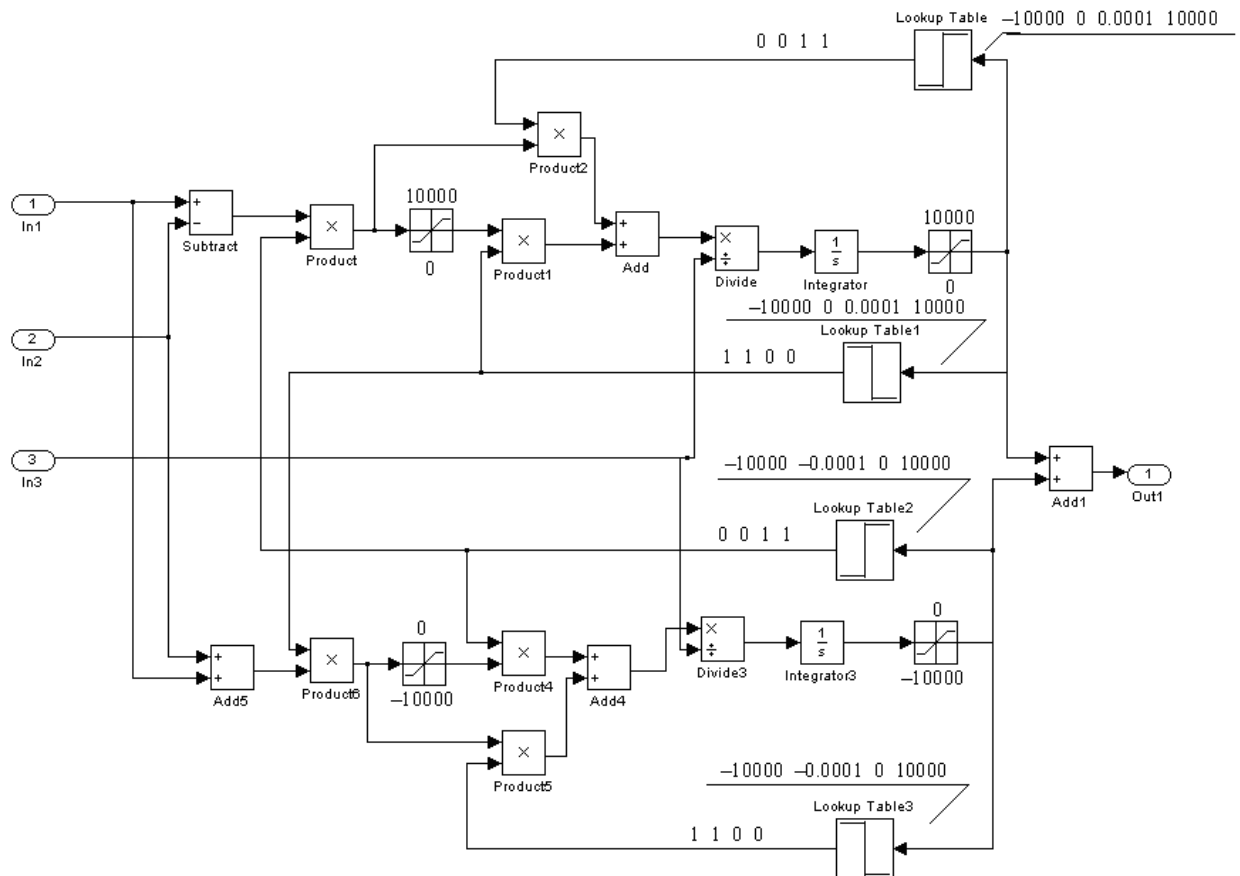 Lookup Table
−10000 0 0.0001 10000
0 0 1 1
×
Product2
1
In1
+
−
Subtract
×
Product
10000
0
×
Product1
+
+
Add
×
÷
Divide
1
s
Integrator
10000
0
2
In2
−10000 0 0.0001 10000
Lookup Table1
1 1 0 0
3
In3
−10000 −0.0001 0 10000
Lookup Table2
0 0 1 1
+
+
Add1
1
Out1
+
+
Add5
×
Product6
0
−10000
×
Product4
+
+
Add4
×
÷
Divide3
1
s
Integrator3
0
−10000
×
Product5
−10000 −0.0001 0 10000
Lookup Table3
1 1 0 0